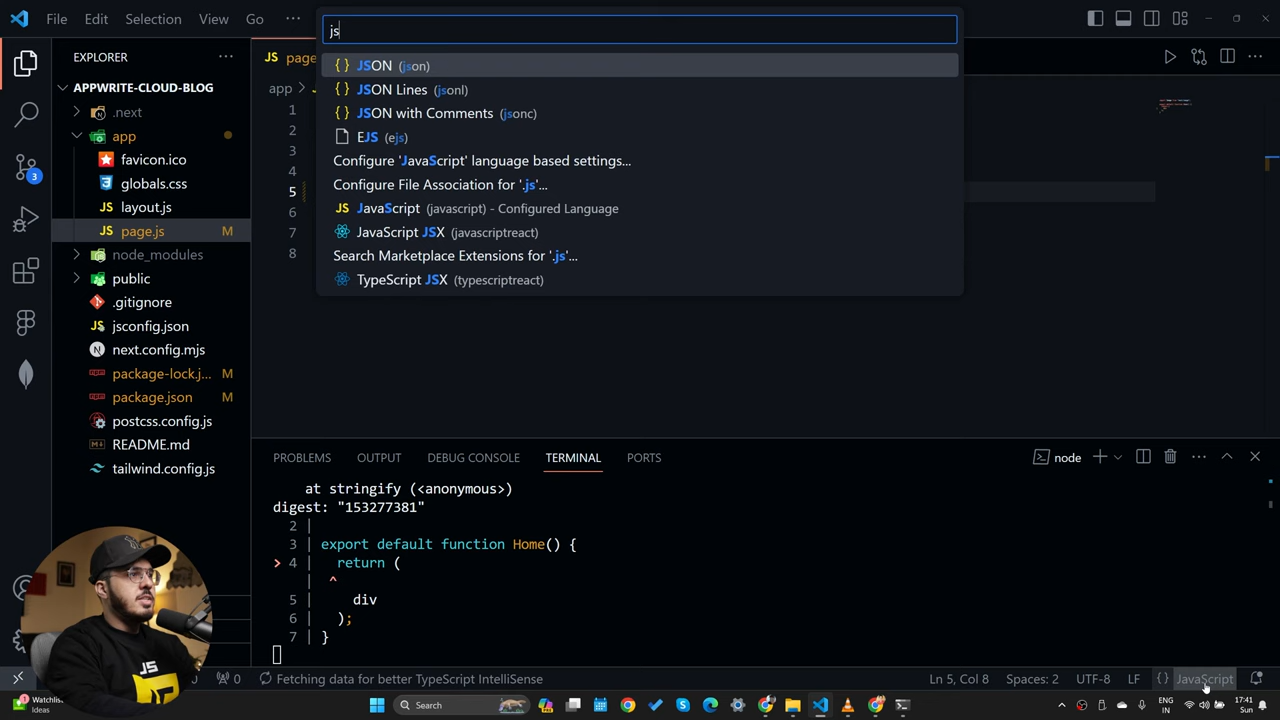 File Edit Selection View Go ···
js
EXPLORER ···
JS page
JSON (json)
JSON Lines (jsonl)
JSON with Comments (jsonc)
EJS (ejs)
Configure 'JavaScript' language based settings...
Configure File Association for '.js'...
JS JavaScript (javascript) - Configured Language
JavaScript JSX (javascriptreact)
Search Marketplace Extensions for '.js'...
TypeScript JSX (typescriptreact)
APPWRITE-CLOUD-BLOG
app
.next
app
favicon.ico
globals.css
JS layout.js
JS page.js M
node_modules
public
.gitignore
JS jsconfig.json
N next.config.mjs
package-lock.j... M
package.json M
postcss.config.js
README.md
tailwind.config.js
1
2
3
4
5
6
7
8
3
PROBLEMS OUTPUT DEBUG CONSOLE TERMINAL PORTS
node
at stringify (<anonymous>)
digest: "153277381"
2 |
3 | export default function Home() {
> 4 | return (
| ^
5 | div
6 | );
7 | }
JS
0
Fetching data for better TypeScript IntelliSense
Ln 5, Col 8 Spaces: 2 UTF-8 LF {} JavaScript
Watchlist
Ideas
Search
ENG
IN
17:41
Sun